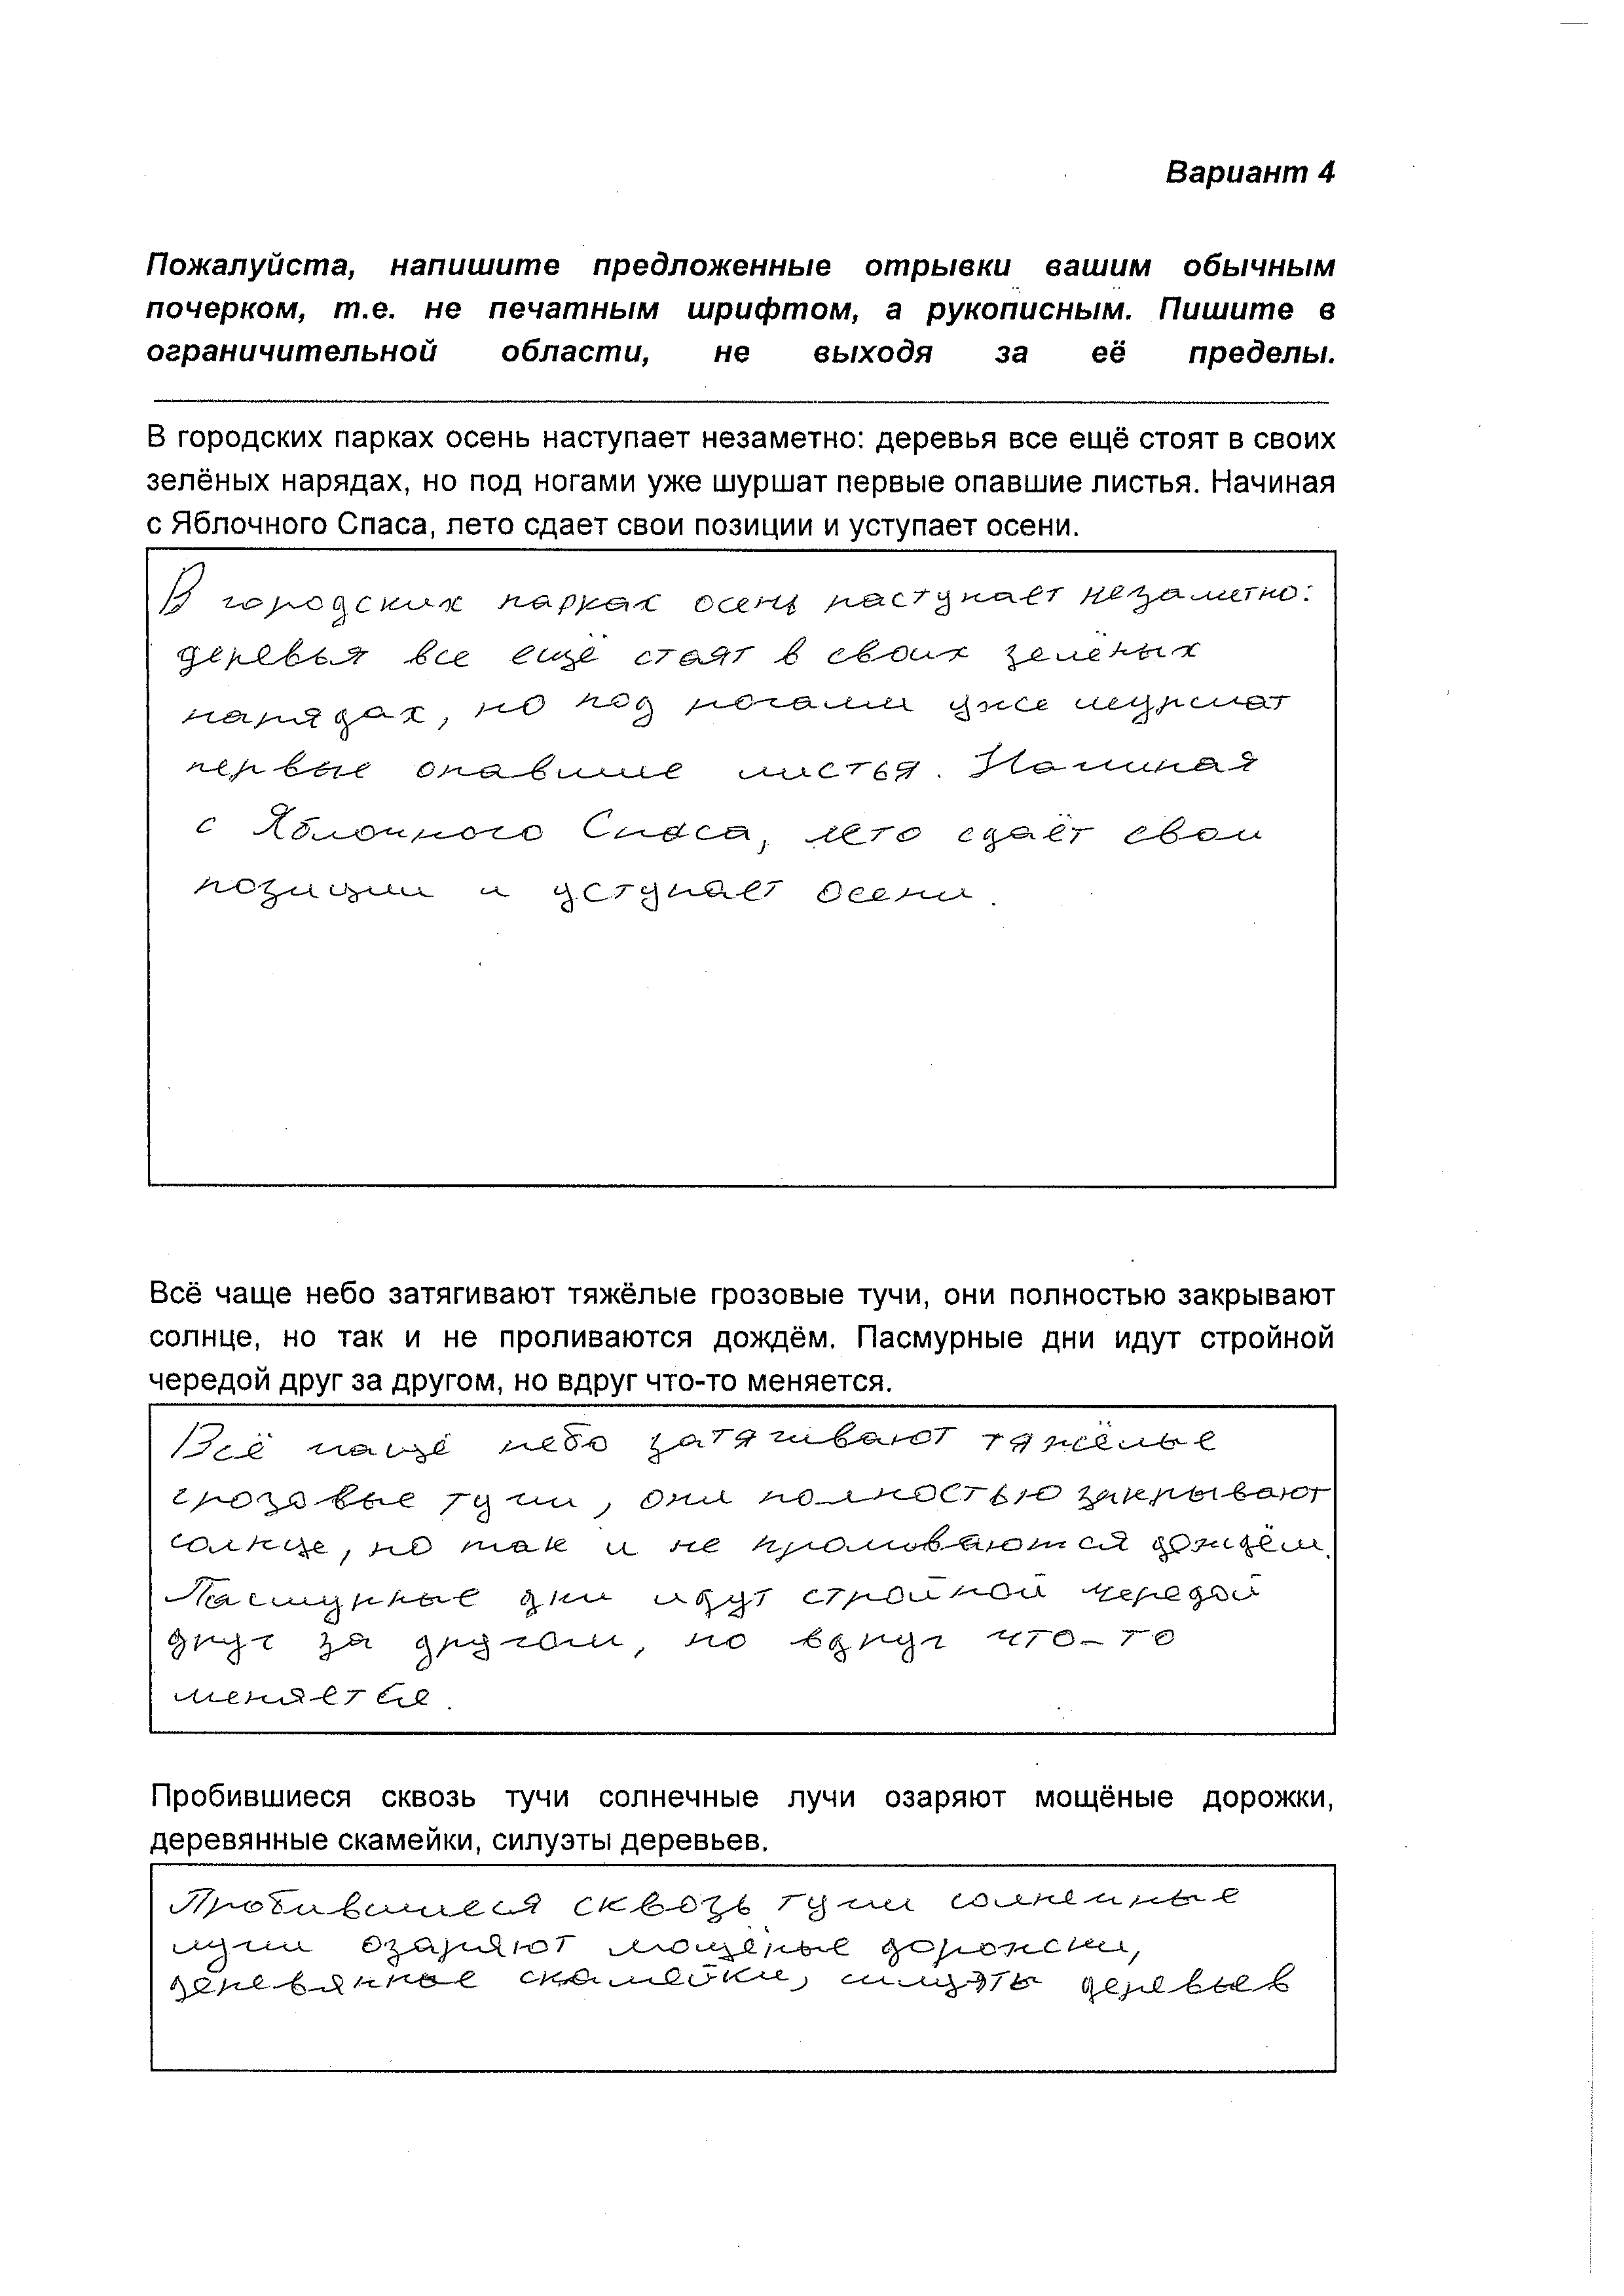 Вариант 4
Пожалуйста, напишите предложенные отрывки вашим обычным
почерком, т.е. не печатным шрифтом, а рукописным. Пишите в
ограничительной области, не выходя за её пределы.
В городских парках осень наступает незаметно: деревья все ещё стоят в своих
зелёных нарядах, но под ногами уже шуршат первые опавшие листья. Начиная
с Яблочного Спаса, лето сдает свои позиции и уступает осени.
В городских парках осень наступает незаметно:
деревья все ещё стоят в своих зелёных
нарядах, но под ногами уже шуршат
первые опавшие листья. Начиная
с Яблочного Спаса, лето сдаёт свои
позиции и уступает осени.
Всё чаще небо затягивают тяжёлые грозовые тучи, они полностью закрывают
солнце, но так и не проливаются дождём. Пасмурные дни идут стройной
чередой друг за другом, но вдруг что-то меняется.
Всё чаще небо затягивают тяжёлые
грозовые тучи, они полностью закрывают
солнце, но так и не проливаются дождём.
Пасмурные дни идут стройной чередой
друг за другом, но вдруг что-то
меняется.
Пробившиеся сквозь тучи солнечные лучи озаряют мощёные дорожки,
деревянные скамейки, силуэты деревьев.
Пробившиеся сквозь тучи солнечные
лучи озаряют мощёные дорожки,
деревянные скамейки, силуэты деревьев